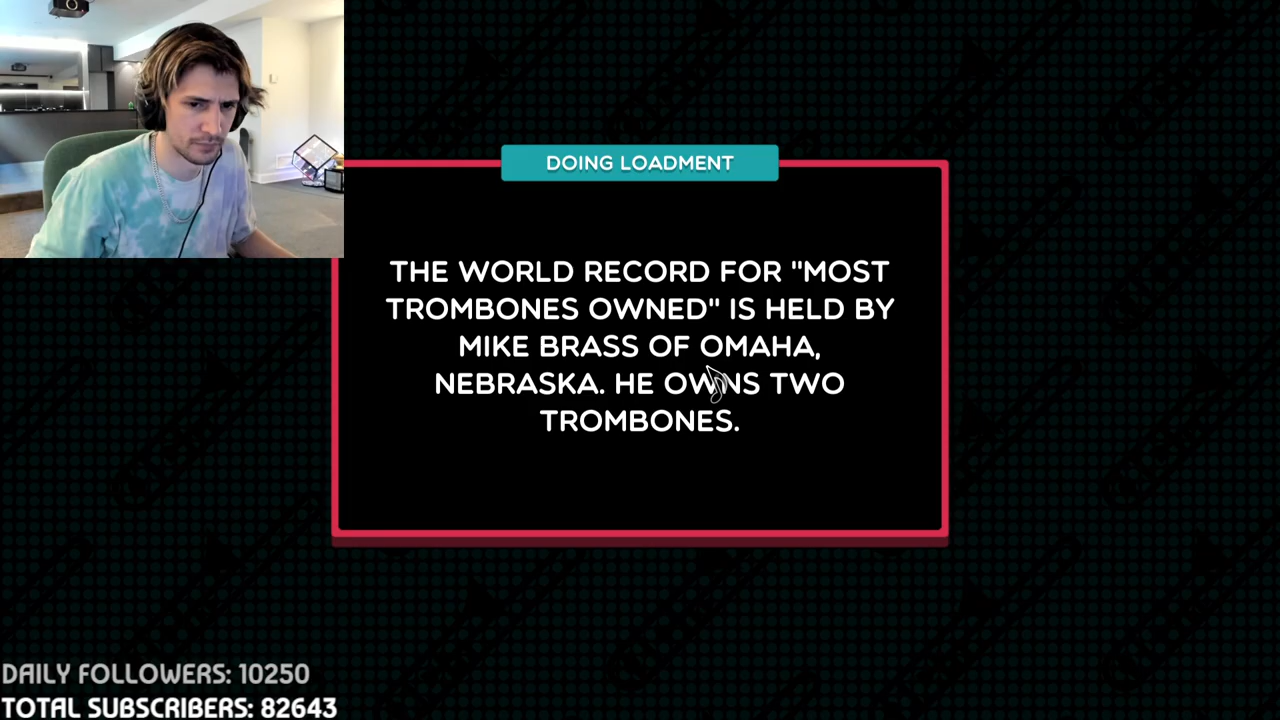 DOING LOADMENT
THE WORLD RECORD FOR "MOST
TROMBONES OWNED" IS HELD BY
MIKE BRASS OF OMAHA,
NEBRASKA. HE OWNS TWO
TROMBONES.
DAILY FOLLOWERS: 10250
TOTAL SUBSCRIBERS: 82643